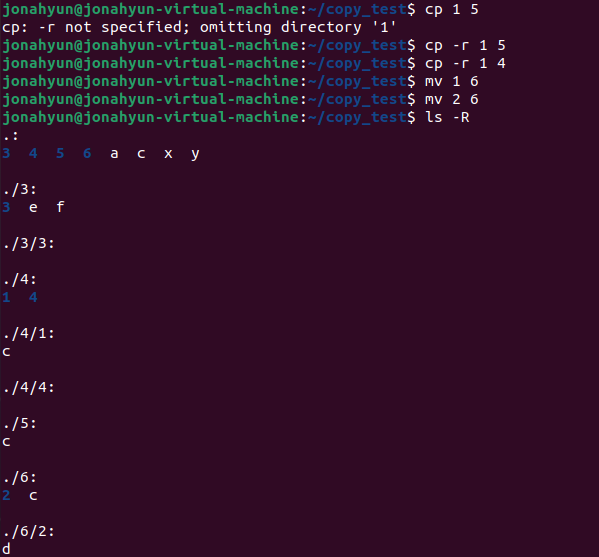 jonahyun@jonahyun-virtual-machine:~/copy_test$ cp 1 5
cp: -r not specified; omitting directory '1'
jonahyun@jonahyun-virtual-machine:~/copy_test$ cp -r 1 5
jonahyun@jonahyun-virtual-machine:~/copy_test$ cp -r 1 4
jonahyun@jonahyun-virtual-machine:~/copy_test$ mv 1 6
jonahyun@jonahyun-virtual-machine:~/copy_test$ mv 2 6
jonahyun@jonahyun-virtual-machine:~/copy_test$ ls -R
.:
3  4  5  6  a  c  x  y
./3:
3  e  f
./3/3:
./4:
1  4
./4/1:
c
./4/4:
./5:
c
./6:
2  c
./6/2:
d